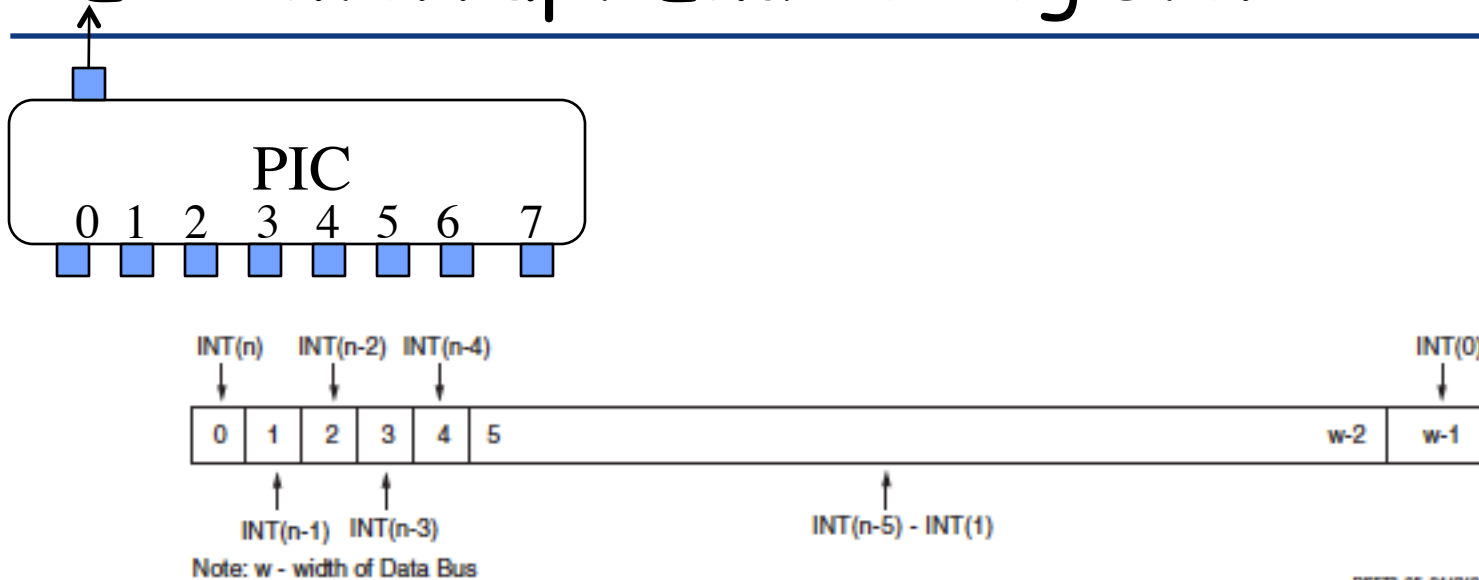 PIC
0 1 2 3 4 5 6 7
INT(n) INT(n-2) INT(n-4) INT(0)
0 1 2 3 4 5 w-2 w-1
INT(n-1) INT(n-3) INT(n-5) - INT(1)
Note: w - width of Data Bus